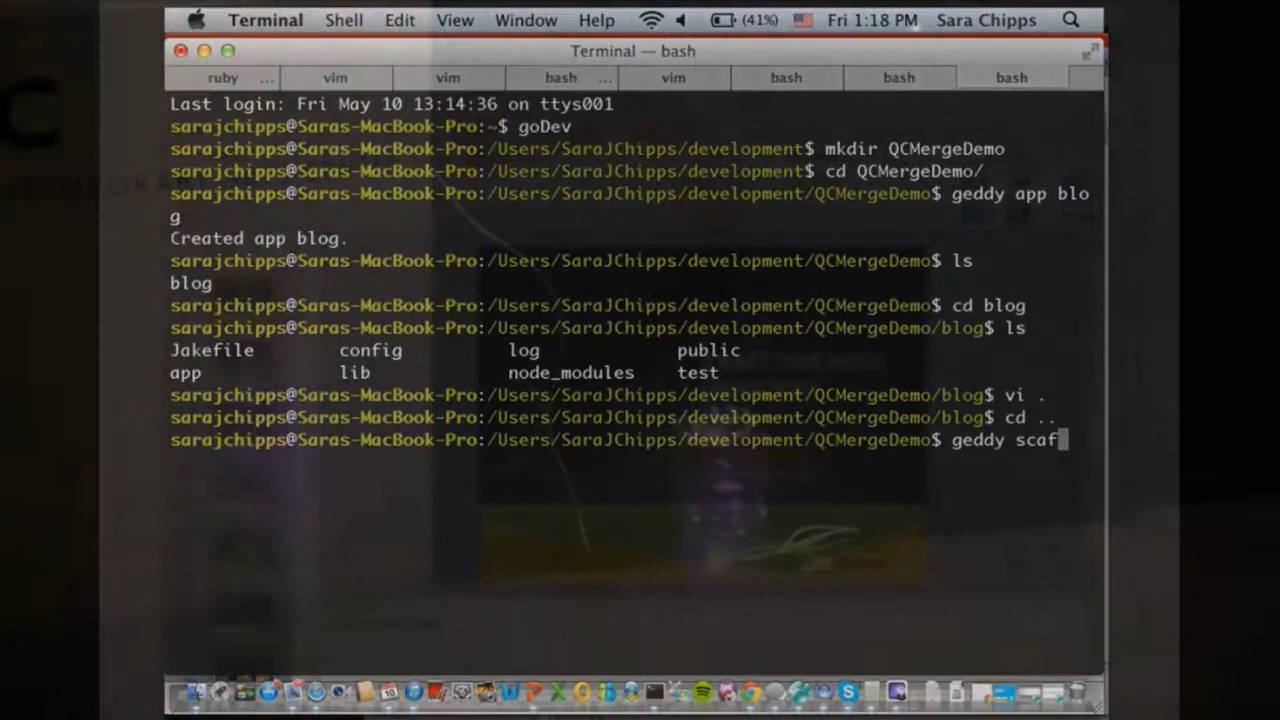 Terminal Shell Edit View Window Help (41%) Fri 1:18 PM Sara Chipps
Terminal — bash
ruby ... vim vim bash ... vim bash bash bash
Last login: Fri May 10 13:14:36 on ttys001
sarajchipps@Saras-MacBook-Pro:~$ goDev
sarajchipps@Saras-MacBook-Pro:/Users/SaraJChipps/development$ mkdir QCMergeDemo
sarajchipps@Saras-MacBook-Pro:/Users/SaraJChipps/development$ cd QCMergeDemo/
sarajchipps@Saras-MacBook-Pro:/Users/SaraJChipps/development/QCMergeDemo$ geddy app blo
g
Created app blog.
sarajchipps@Saras-MacBook-Pro:/Users/SaraJChipps/development/QCMergeDemo$ ls
blog
sarajchipps@Saras-MacBook-Pro:/Users/SaraJChipps/development/QCMergeDemo$ cd blog
sarajchipps@Saras-MacBook-Pro:/Users/SaraJChipps/development/QCMergeDemo/blog$ ls
Jakefile config log public
app lib node_modules test
sarajchipps@Saras-MacBook-Pro:/Users/SaraJChipps/development/QCMergeDemo/blog$ vi .
sarajchipps@Saras-MacBook-Pro:/Users/SaraJChipps/development/QCMergeDemo/blog$ cd ..
sarajchipps@Saras-MacBook-Pro:/Users/SaraJChipps/development/QCMergeDemo$ geddy scaf